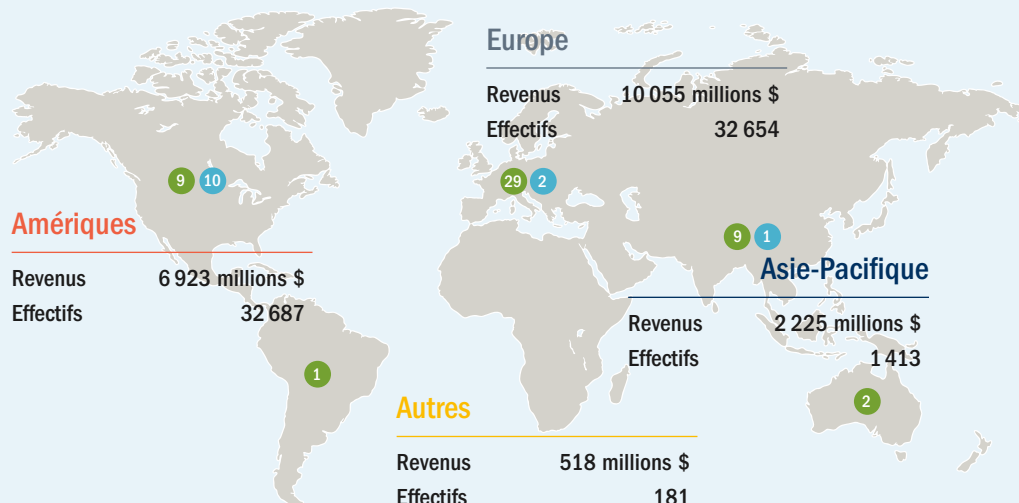 Europe
Revenus 10 055 millions $
Effectifs 32 654
29 2
9 10
Amériques
Revenus 6 923 millions $
Effectifs 32 687
1
9 1
Asie-Pacifique
Revenus 2 225 millions $
Effectifs 1 413
2
Autres
Revenus 518 millions $
Effectifs 181